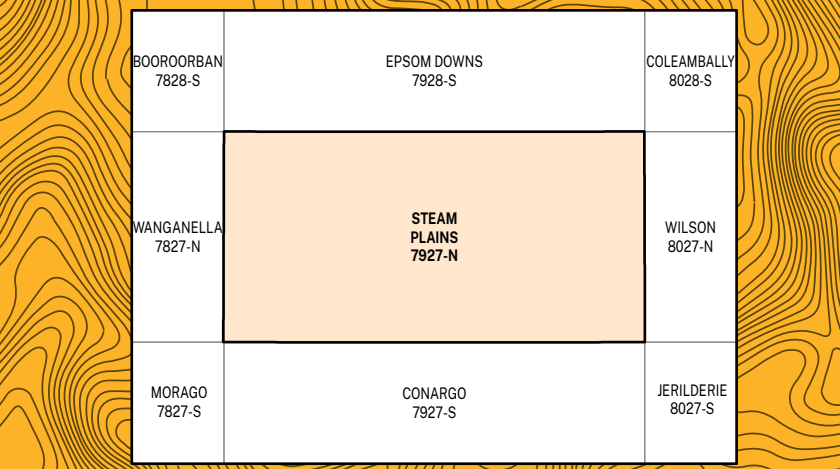 BOOROORBAN
7828-S
EPSOM DOWNS
7928-S
COLEAMBALLY
8028-S
WANGANELLA
7827-N
STEAM
PLAINS
7927-N
WILSON
8027-N
MORAGO
7827-S
CONARGO
7927-S
JERILDERIE
8027-S